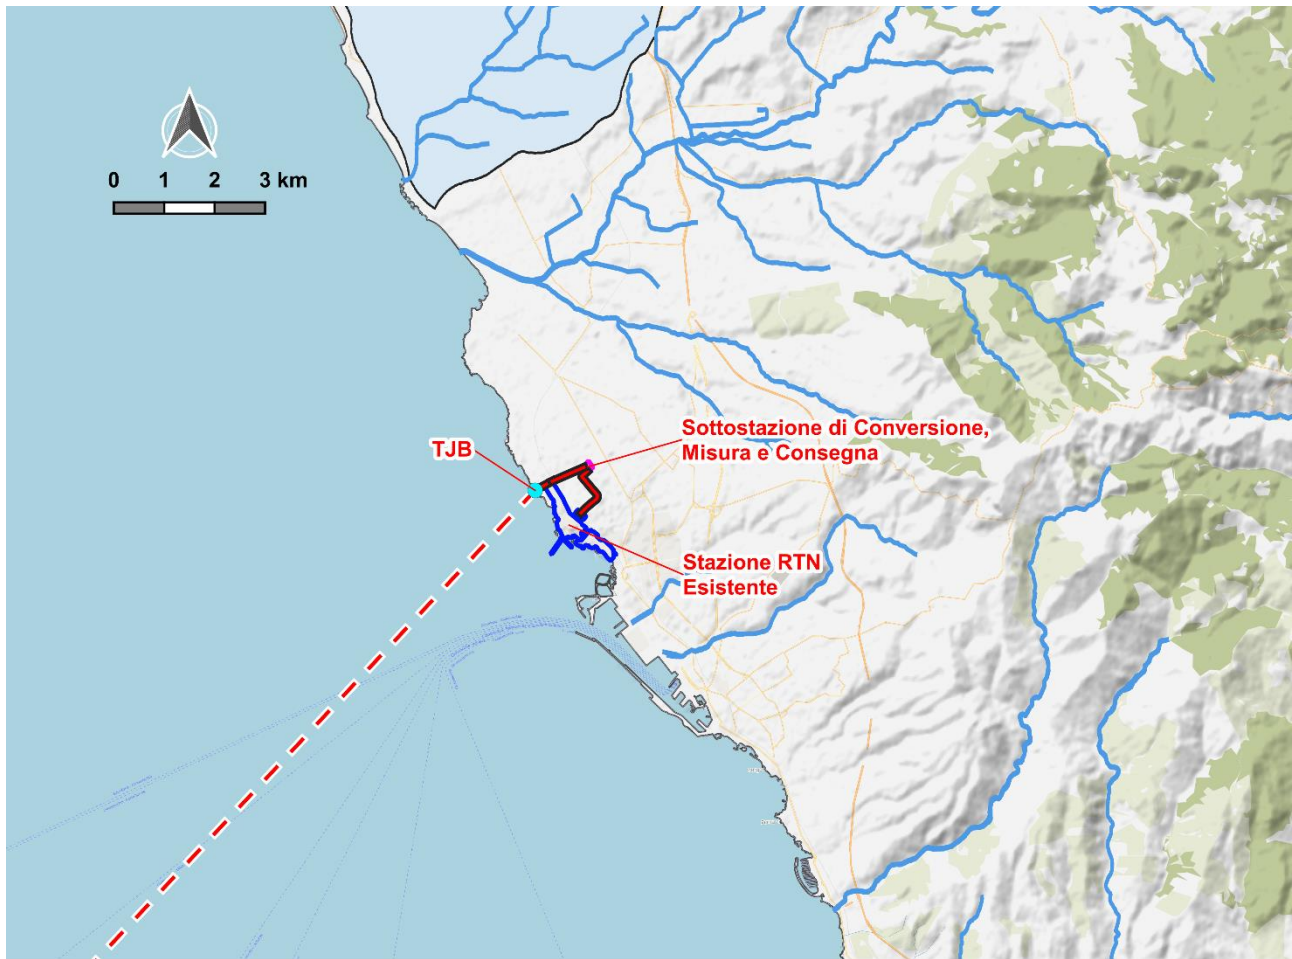 0 1 2 3 km
Sottostazione di Conversione,
Misura e Consegna
TJB
Stazione RTN
Esistente